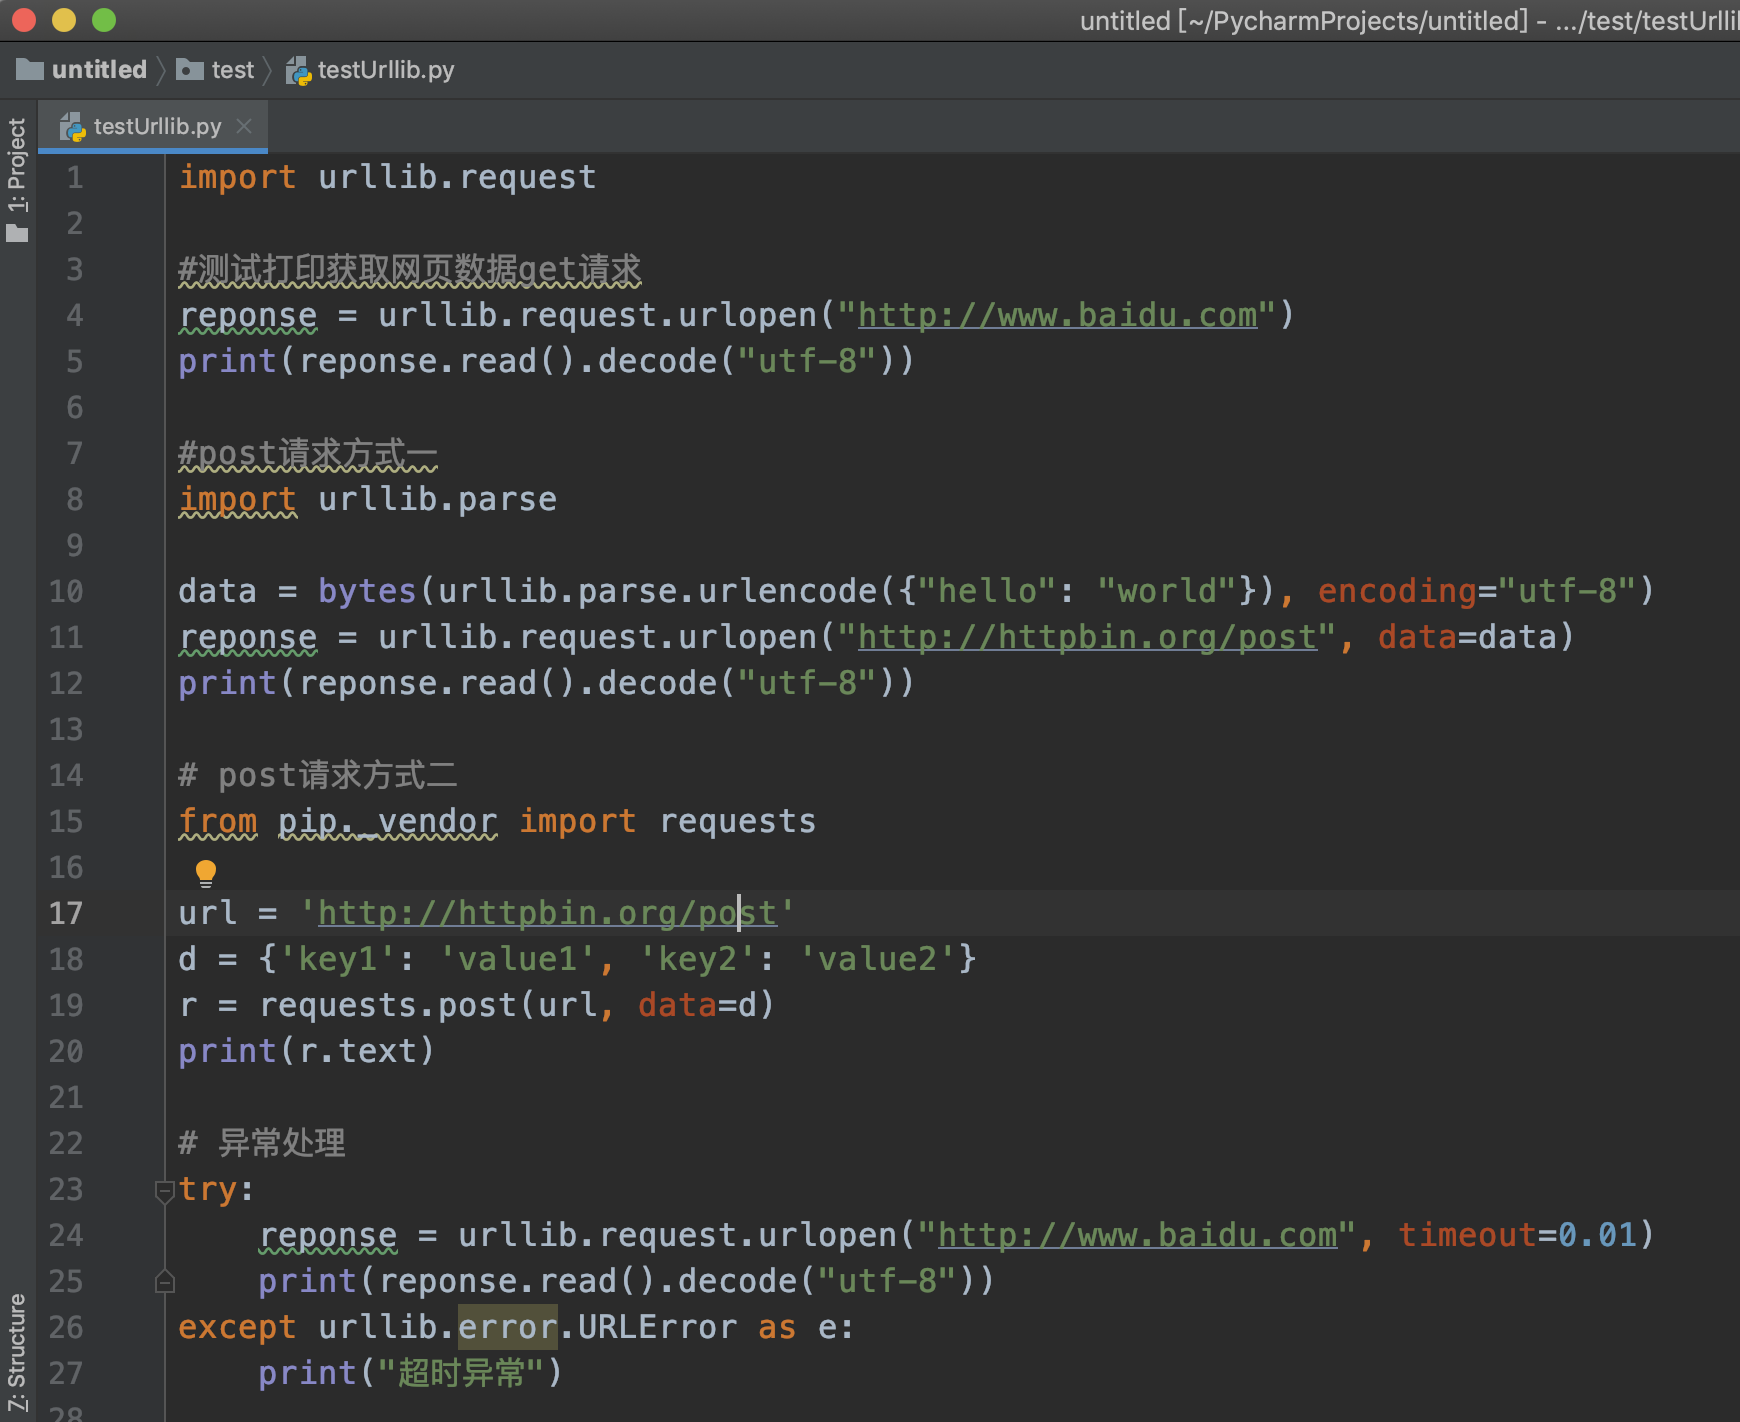 untitled [~/PycharmProjects/untitled] - .../test/testUrllib
untitled test testUrllib.py
testUrllib.py
1: Project
1 import urllib.request
2
3 #测试打印获取网页数据get请求
4 reponse = urllib.request.urlopen("http://www.baidu.com")
5 print(reponse.read().decode("utf-8"))
6
7 #post请求方式一
8 import urllib.parse
9
10 data = bytes(urllib.parse.urlencode({"hello": "world"}), encoding="utf-8")
11 reponse = urllib.request.urlopen("http://httpbin.org/post", data=data)
12 print(reponse.read().decode("utf-8"))
13
14 # post请求方式二
15 from pip._vendor import requests
16
17 url = 'http://httpbin.org/post'
18 d = {'key1': 'value1', 'key2': 'value2'}
19 r = requests.post(url, data=d)
20 print(r.text)
21
22 # 异常处理
23 try:
24     reponse = urllib.request.urlopen("http://www.baidu.com", timeout=0.01)
25     print(reponse.read().decode("utf-8"))
26 except urllib.error.URLError as e:
27     print("超时异常")
28
7: Structure